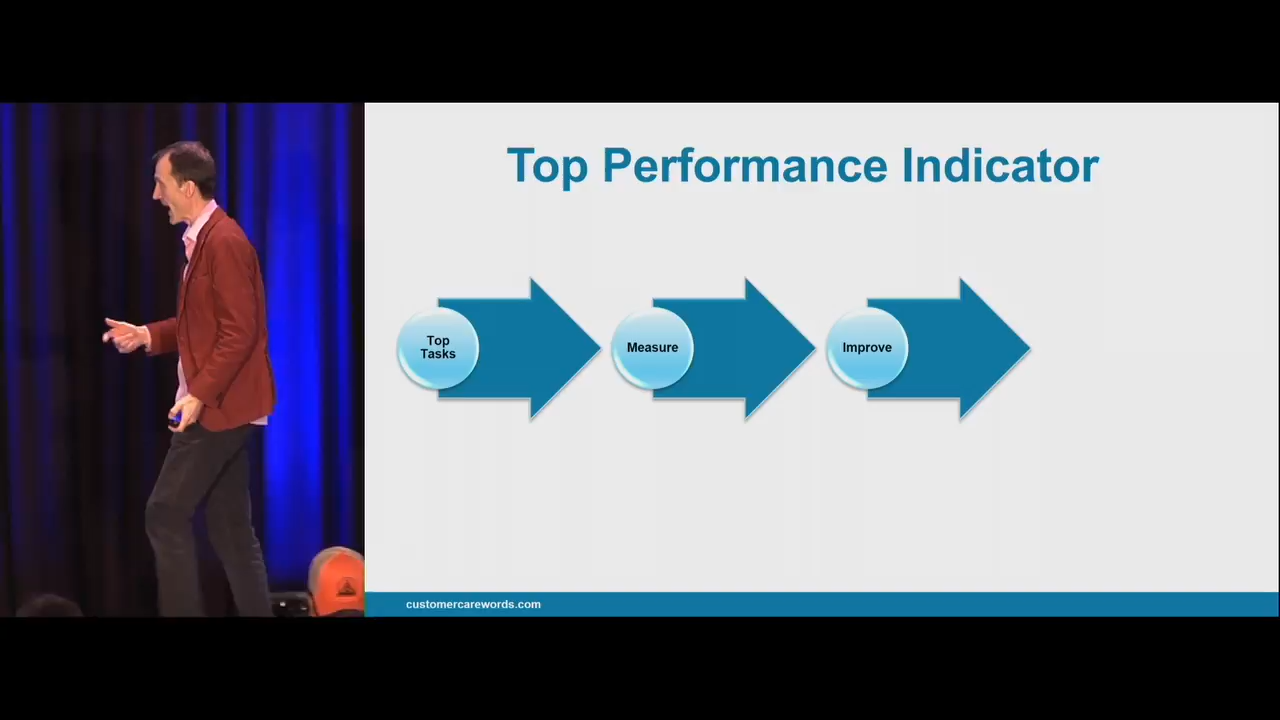 Top Performance Indicator
Top
Tasks
Measure
Improve
customercarewords.com